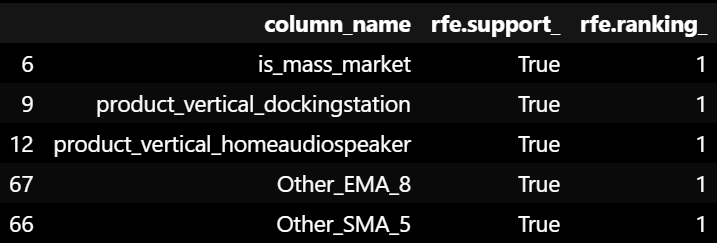 column_name rfe.support_ rfe.ranking_
6 is_mass_market True 1
9 product_vertical_dockingstation True 1
12 product_vertical_homeaudiospeaker True 1
67 Other_EMA_8 True 1
66 Other_SMA_5 True 1